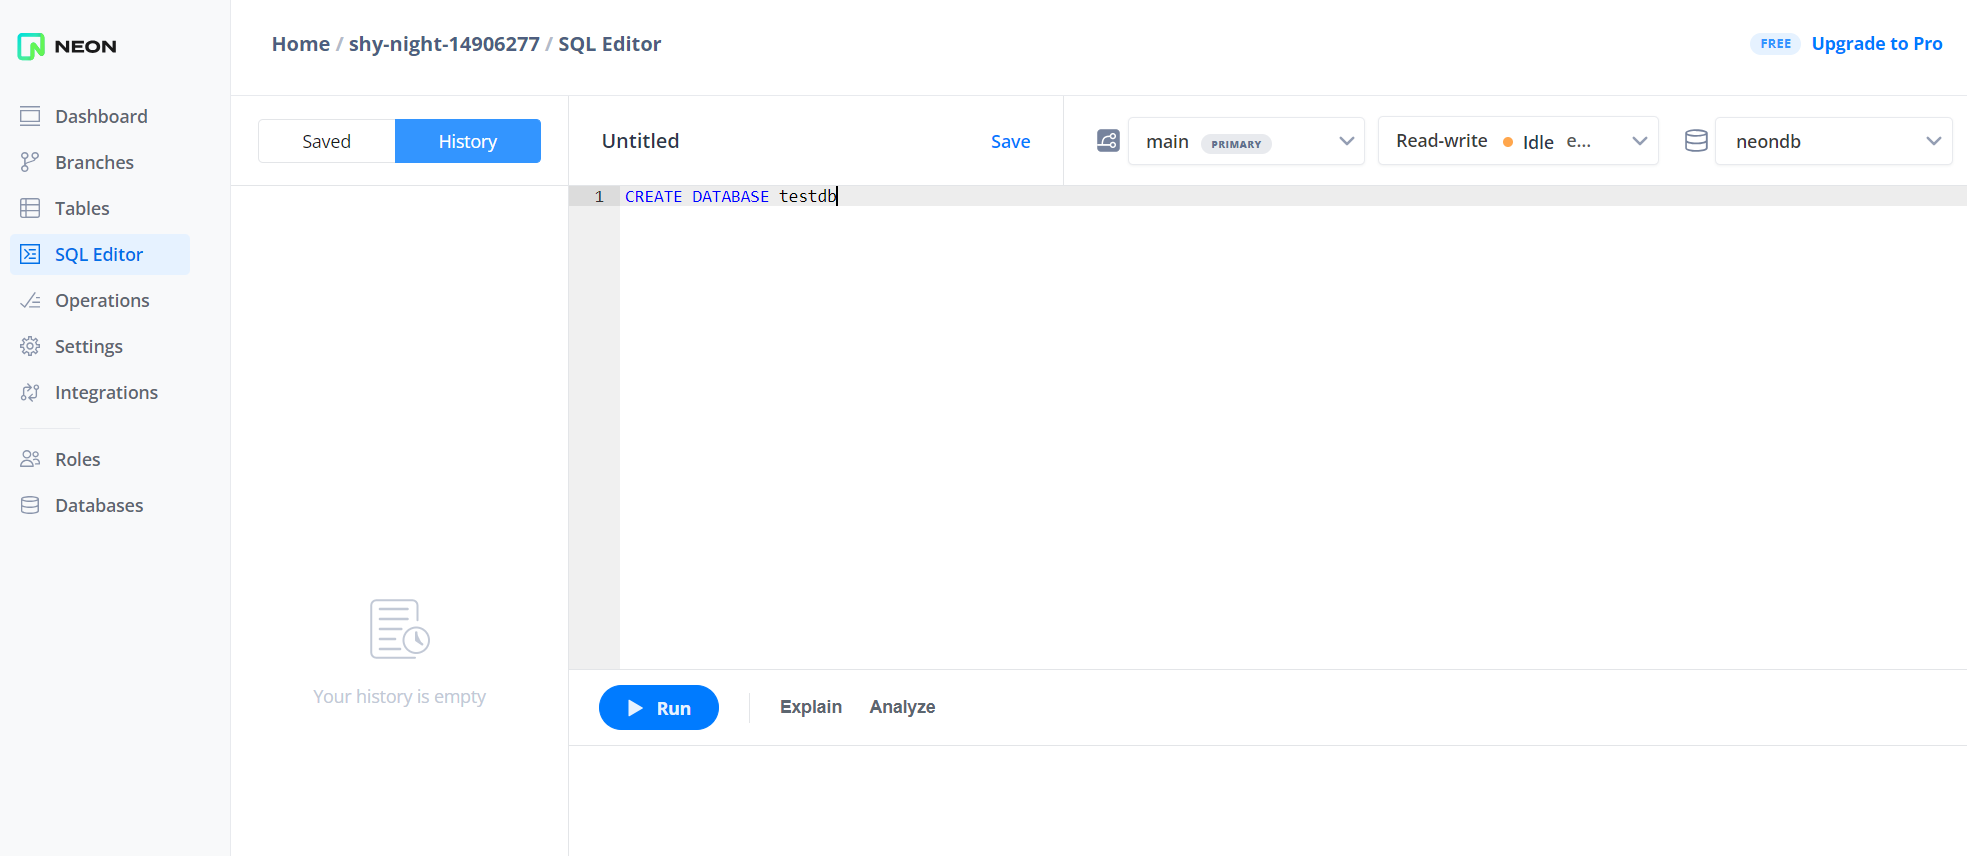 NEON
Home / shy-night-14906277 / SQL Editor
FREE Upgrade to Pro
Dashboard
Branches
Tables
SQL Editor
Operations
Settings
Integrations
Roles
Databases
Saved History
Your history is empty
Untitled Save
main PRIMARY
Read-write Idle e...
neondb
1 CREATE DATABASE testdb
Run Explain Analyze